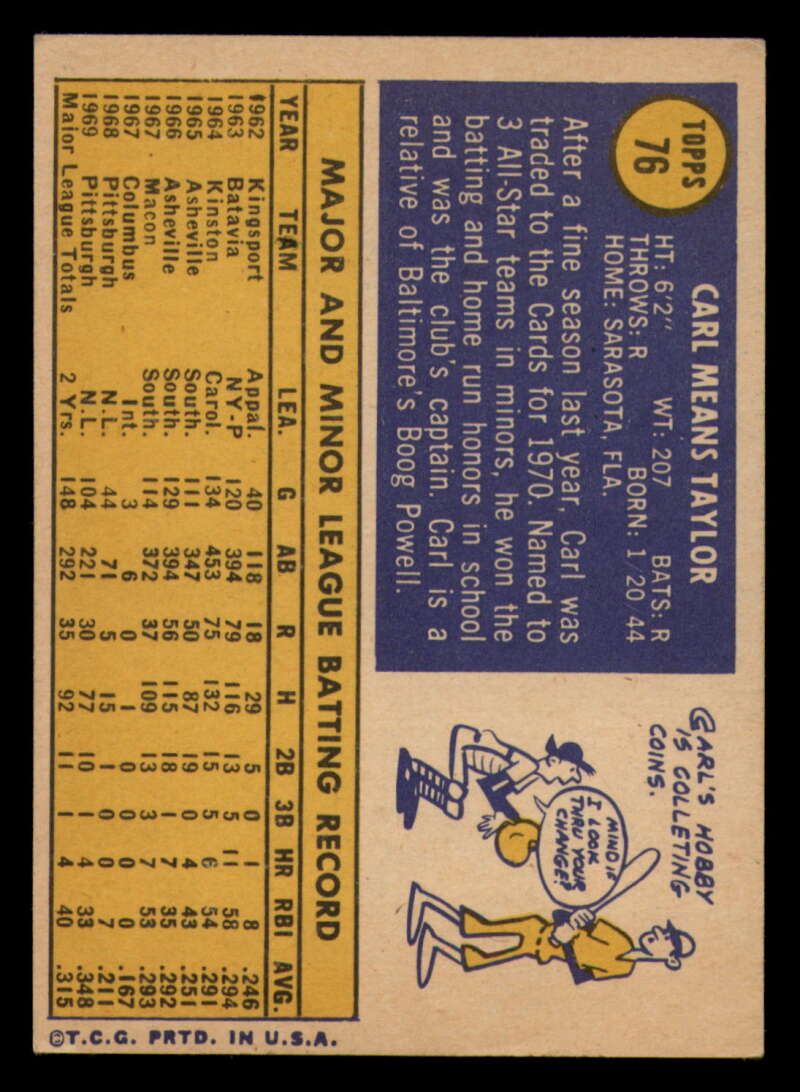 TOPPS
76
CARL MEANS TAYLOR
HT: 6'2" WT: 207 BATS: R
THROWS: R BORN: 1/20/44
HOME: SARASOTA, FLA.
After a fine season last year, Carl was
traded to the Cards for 1970. Named to
3 All-Star teams in minors, he won the
batting and home run honors in school
and was the club's captain. Carl is a
relative of Baltimore's Boog Powell.
CARL'S HOBBY
IS COLLETING
COINS.
MIND IF
I LOOK
THRU YOUR
CHANGE?
MAJOR AND MINOR LEAGUE BATTING RECORD
YEAR TEAM LEA. G AB R H 2B 3B HR RBI AVG.
1962 Kingsport Appal. 40 118 18 29 5 0 1 8 .246
1963 Batavia NY-P 120 394 79 116 13 5 11 58 .294
1964 Kinston Carol. 134 453 75 132 15 5 6 54 .291
1965 Asheville South. 111 347 50 87 19 0 4 43 .251
1966 Asheville South. 129 394 56 115 18 1 7 35 .292
1967 Macon South. 114 372 37 109 13 3 7 53 .293
1967 Columbus Int. 3 6 0 1 0 0 0 0 .167
1968 Pittsburgh N.L. 44 71 5 15 1 0 0 7 .211
1969 Pittsburgh N.L. 104 221 30 77 10 1 4 33 .348
Major League Totals 2 Yrs. 148 292 35 92 11 1 4 40 .315
©T.C.G. PRTD. IN U.S.A.